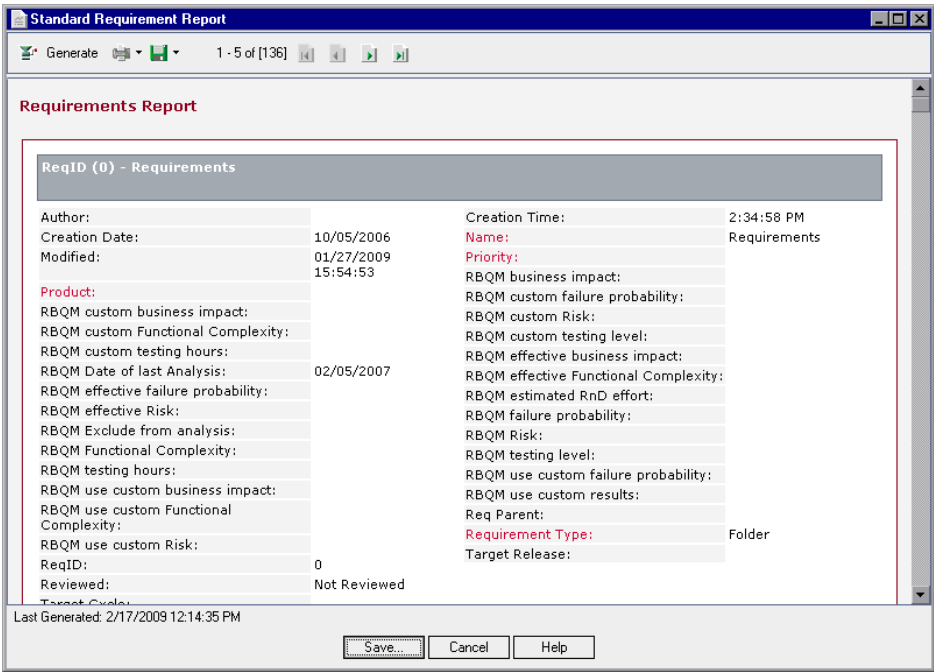 Standard Requirement Report
Generate 1 - 5 of [136]
Requirements Report
ReqID (0) - Requirements
Author:
Creation Date: 10/05/2006
Modified: 01/27/2009
15:54:53
Product:
RBQM custom business impact:
RBQM custom Functional Complexity:
RBQM custom testing hours:
RBQM Date of last Analysis: 02/05/2007
RBQM effective failure probability:
RBQM effective Risk:
RBQM Exclude from analysis:
RBQM Functional Complexity:
RBQM testing hours:
RBQM use custom business impact:
RBQM use custom Functional
Complexity:
RBQM use custom Risk:
ReqID: 0
Reviewed: Not Reviewed
Target Cycle:
Creation Time: 2:34:58 PM
Name: Requirements
Priority:
RBQM business impact:
RBQM custom failure probability:
RBQM custom Risk:
RBQM custom testing level:
RBQM effective business impact:
RBQM effective Functional Complexity:
RBQM estimated RnD effort:
RBQM failure probability:
RBQM Risk:
RBQM testing level:
RBQM use custom failure probability:
RBQM use custom results:
Req Parent:
Requirement Type: Folder
Target Release:
Last Generated: 2/17/2009 12:14:35 PM
Save... Cancel Help